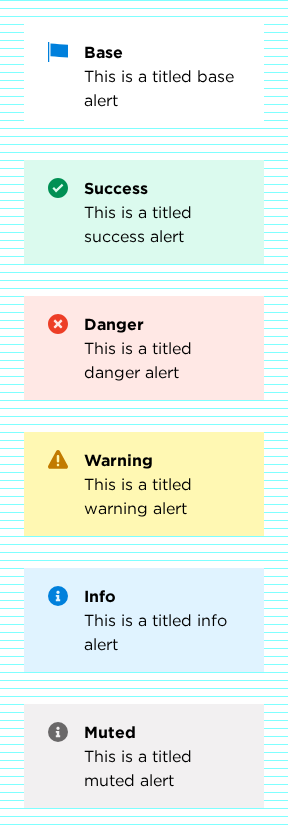 Base
This is a titled base
alert
Success
This is a titled
success alert
Danger
This is a titled
danger alert
Warning
This is a titled
warning alert
Info
This is a titled info
alert
Muted
This is a titled
muted alert